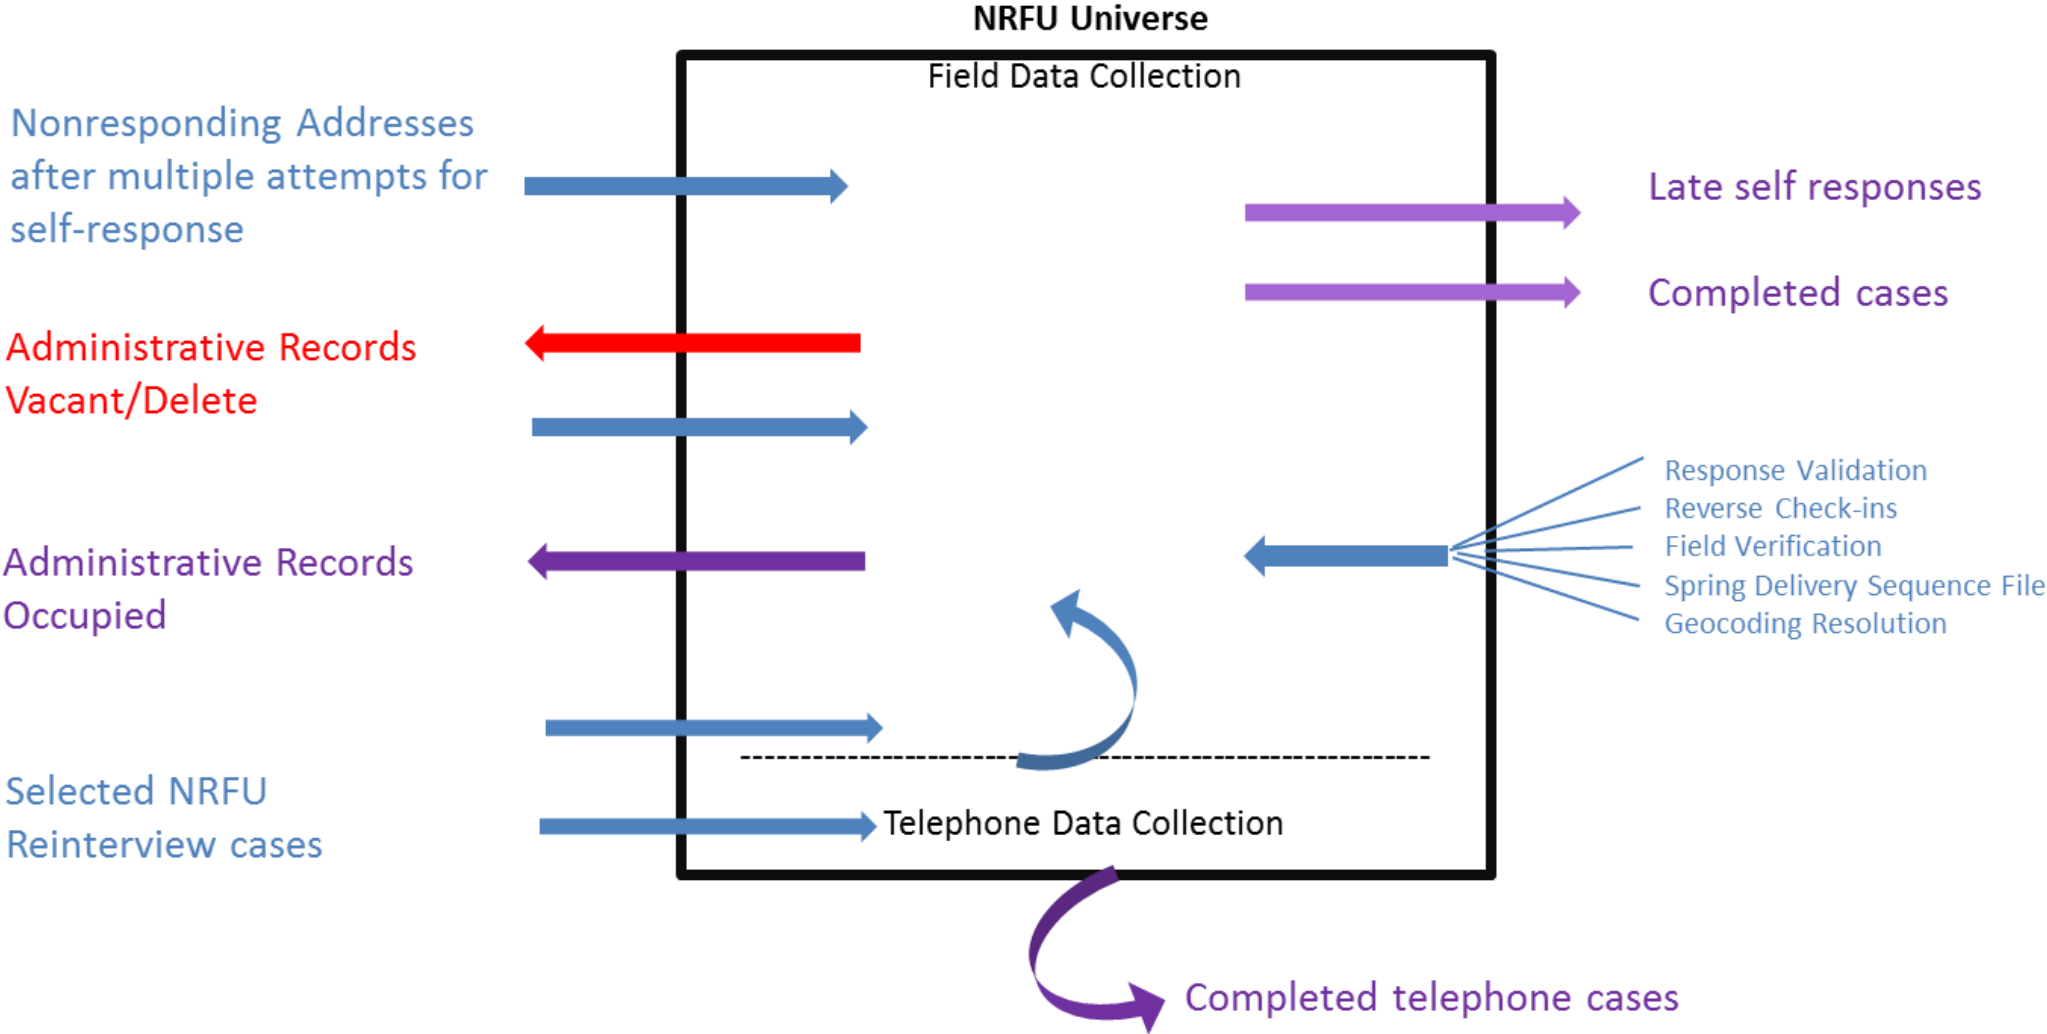 NRFU Universe
Field Data Collection
Nonresponding Addresses
after multiple attempts for
self-response
Late self responses
Completed cases
Administrative Records
Vacant/Delete
Response Validation
Reverse Check-ins
Field Verification
Spring Delivery Sequence File
Geocoding Resolution
Administrative Records
Occupied
Selected NRFU
Reinterview cases
Telephone Data Collection
Completed telephone cases